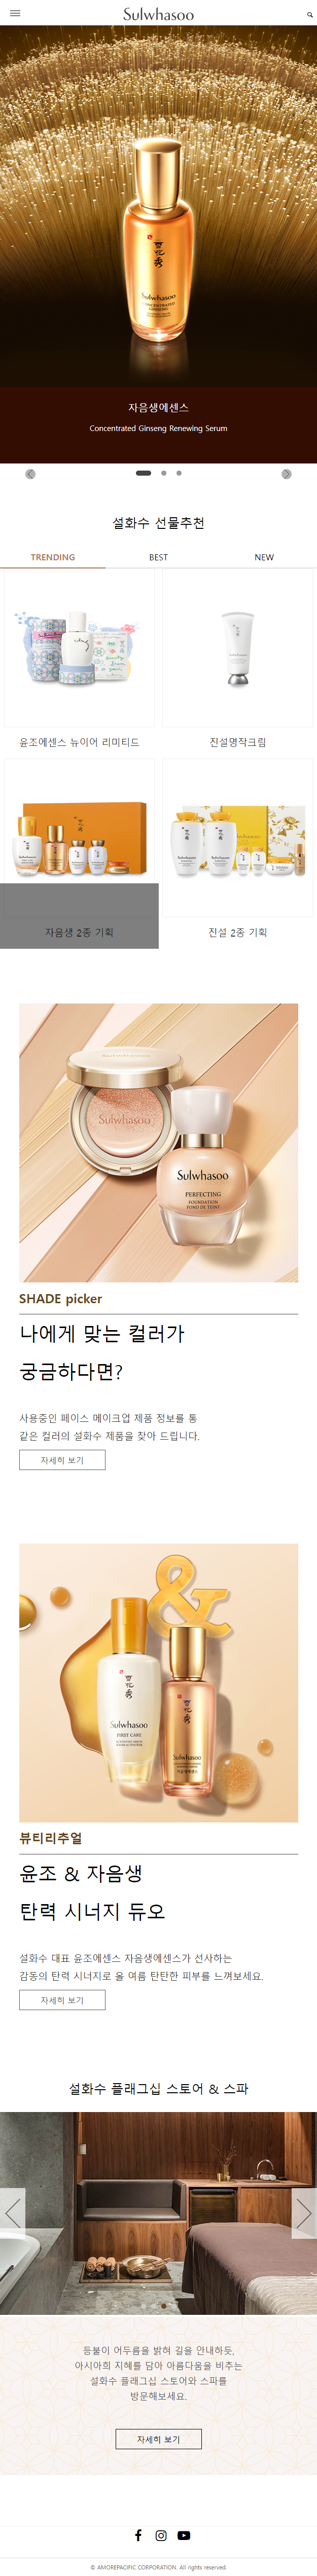 Sulwhasoo
자음생에센스
Concentrated Ginseng Renewing Serum
설화수 선물추천
TRENDING
BEST
NEW
윤조에센스 뉴이어 리미티드
진설명작크림
자음생 2종 기획
진설 2종 기획
Sulwhasoo
Sulwhasoo
PERFECTING
FOUNDATION
FOND DE TEINT
SHADE picker
나에게 맞는 컬러가
궁금하다면?
사용중인 페이스 메이크업 제품 정보를 통
같은 컬러의 설화수 제품을 찾아 드립니다.
자세히 보기
&
Sulwhasoo
FIRST CARE
Sulwhasoo
뷰티리추얼
윤조 & 자음생
탄력 시너지 듀오
설화수 대표 윤조에센스 자음생에센스가 선사하는
감동의 탄력 시너지로 올 여름 탄탄한 피부를 느껴보세요.
자세히 보기
설화수 플래그십 스토어 & 스파
등불이 어두름을 밝혀 길을 안내하듯,
아시아의 지혜를 담아 아름다움을 비추는
설화수 플래그십 스토어와 스파를
방문해보세요.
자세히 보기
© AMOREPACIFIC CORPORATION. All rights reserved.